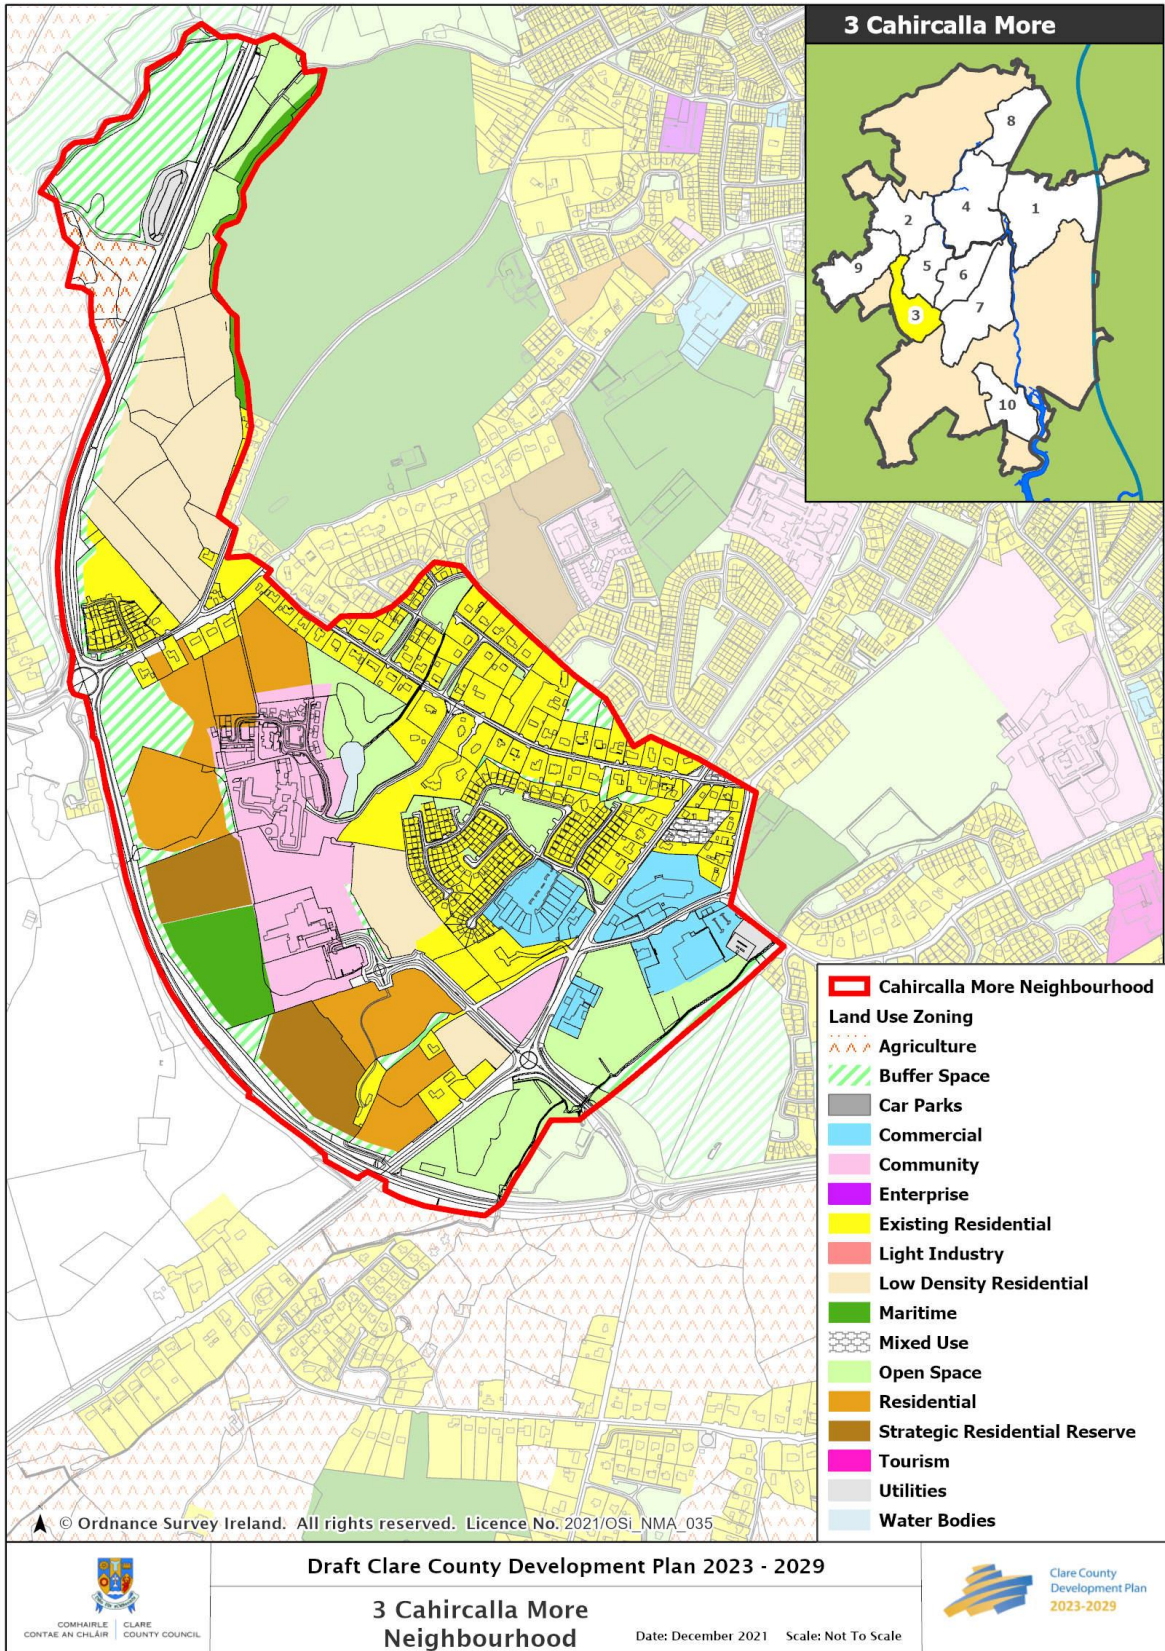 3 Cahircalla More
8
4
1
2
9
5
6
3
7
10
Cahircalla More Neighbourhood
Land Use Zoning
Agriculture
Buffer Space
Car Parks
Commercial
Community
Enterprise
Existing Residential
Light Industry
Low Density Residential
Maritime
Mixed Use
Open Space
Residential
Strategic Residential Reserve
Tourism
Utilities
Water Bodies
© Ordnance Survey Ireland. All rights reserved. Licence No. 2021/OSi_NMA_035
COMHAIRLE
CONTAE AN CHLÁIR
CLARE
COUNTY COUNCIL
Draft Clare County Development Plan 2023 - 2029
3 Cahircalla More
Neighbourhood
Date: December 2021 Scale: Not To Scale
Clare County
Development Plan
2023-2029